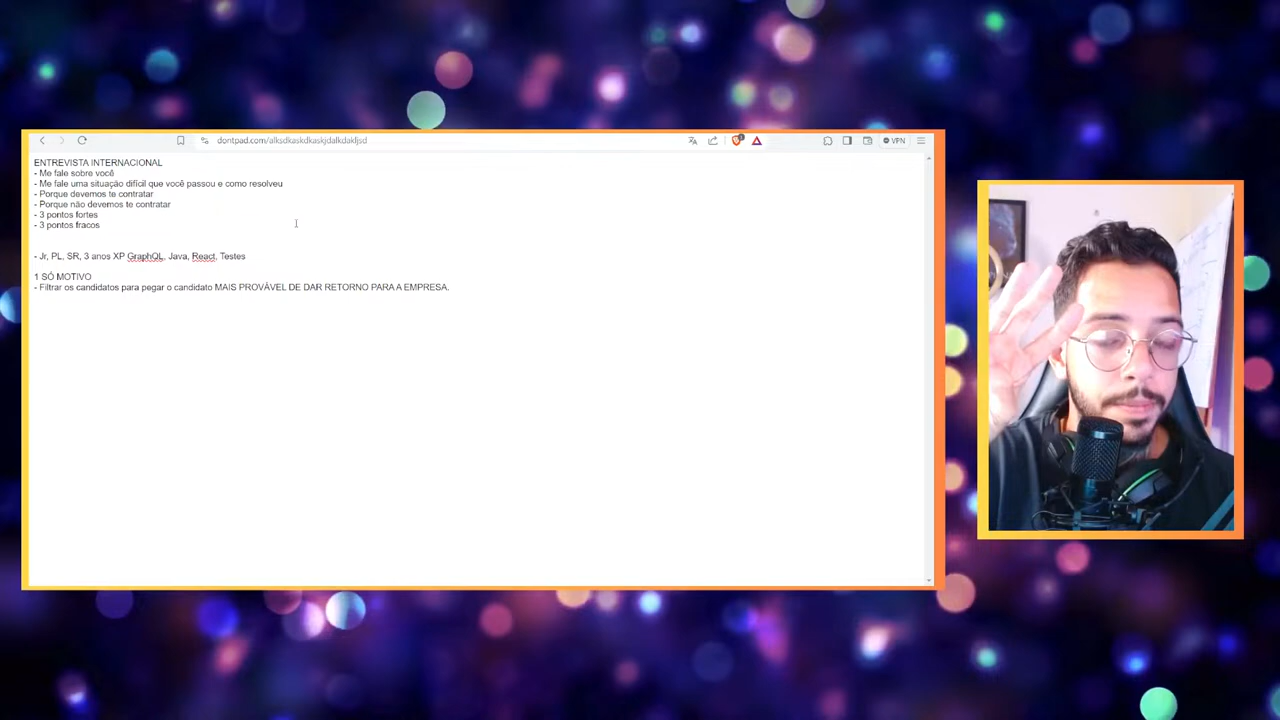 dontpad.com/alksdkaskdkaskjdalkdakljsd
VPN
ENTREVISTA INTERNACIONAL
- Me fale sobre você
- Me fale uma situação difícil que você passou e como resolveu
- Porque devemos te contratar
- Porque não devemos te contratar
- 3 pontos fortes
- 3 pontos fracos
- Jr, PL, SR, 3 anos XP GraphQL, Java, React, Testes
1 SÓ MOTIVO
- Filtrar os candidatos para pegar o candidato MAIS PROVÁVEL DE DAR RETORNO PARA A EMPRESA.